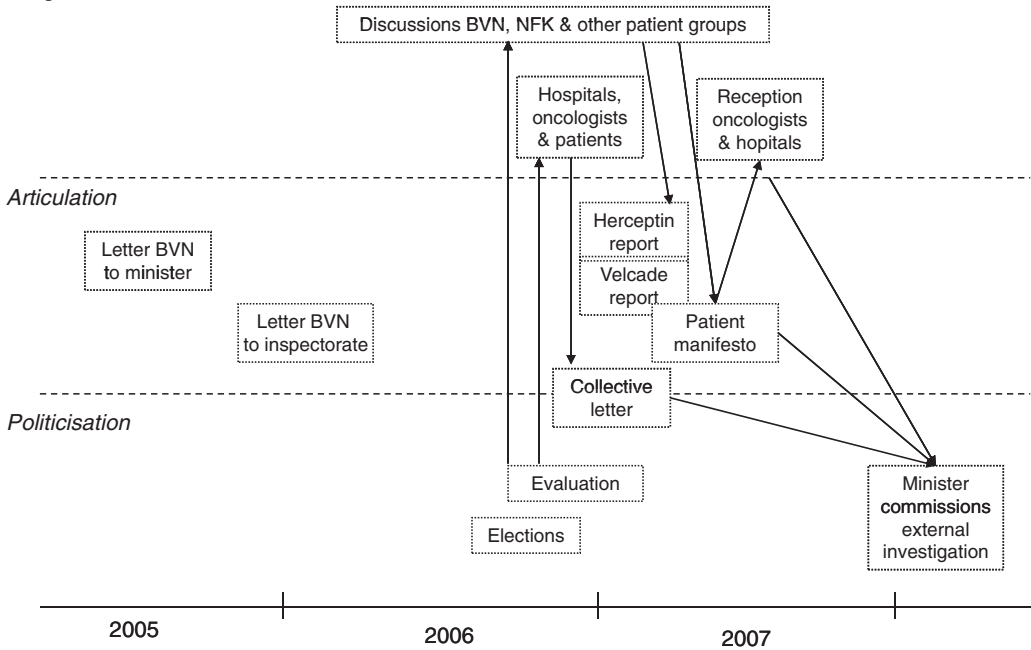 Discussions BVN, NFK & other patient groups
Hospitals,
oncologists
& patients
Reception
oncologists
& hopitals
Articulation
Letter BVN
to minister
Herceptin
report
Velcade
report
Letter BVN
to inspectorate
Patient
manifesto
Collective
letter
Politicisation
Evaluation
Elections
Minister
commissions
external
investigation
2005
2006
2007